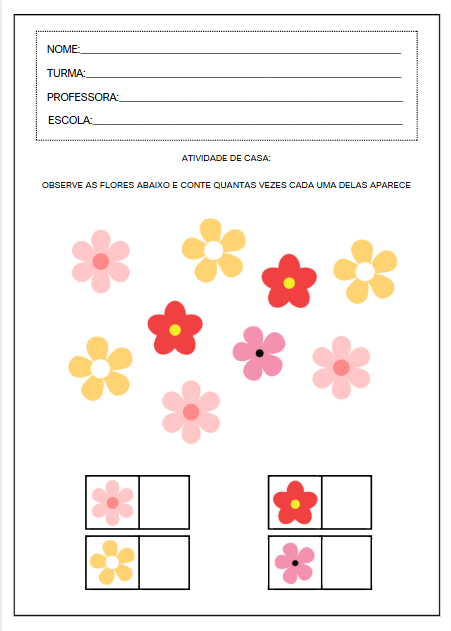 NOME:
TURMA:
PROFESSORA:
ESCOLA:
ATIVIDADE DE CASA:
OBSERVE AS FLORES ABAIXO E CONTE QUANTAS VEZES CADA UMA DELAS APARECE